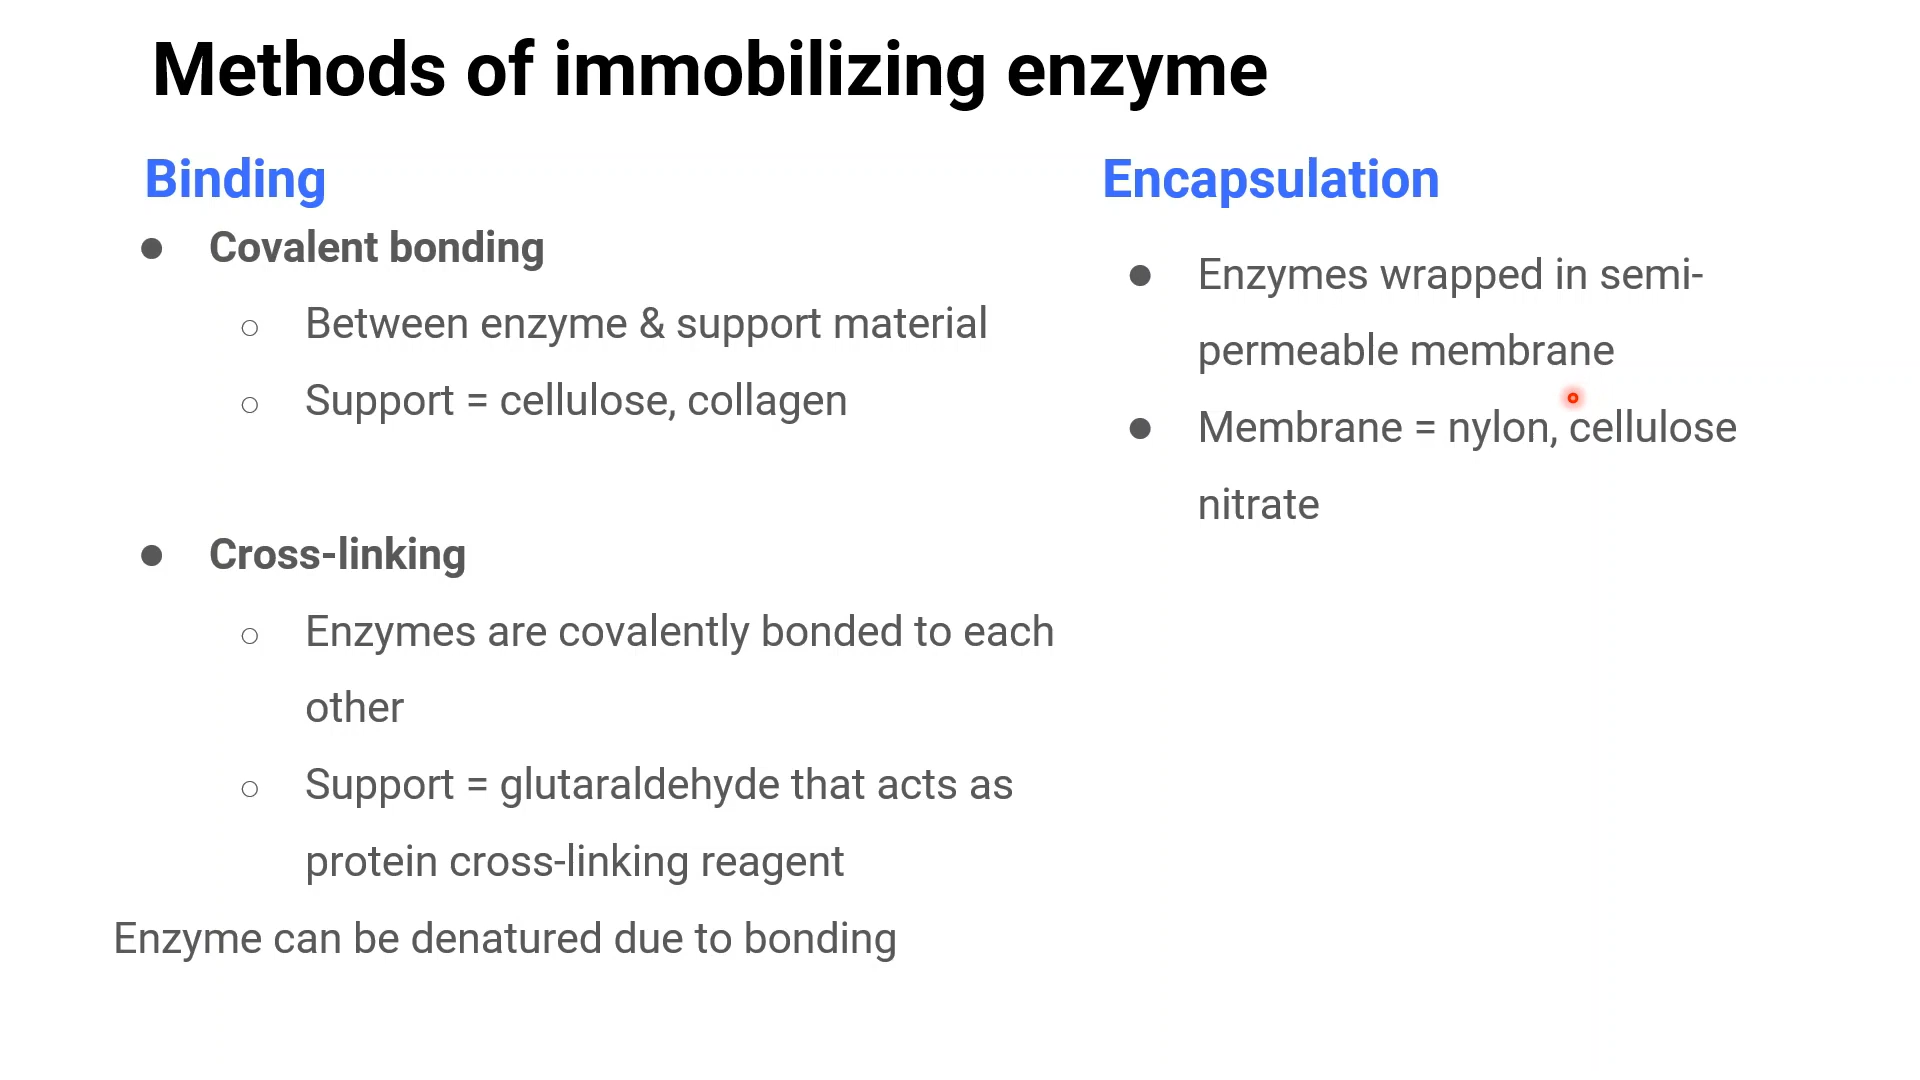 Methods of immobilizing enzyme
Binding
● Covalent bonding
○ Between enzyme & support material
○ Support = cellulose, collagen
● Cross-linking
○ Enzymes are covalently bonded to each
other
○ Support = glutaraldehyde that acts as
protein cross-linking reagent
Enzyme can be denatured due to bonding
Encapsulation
● Enzymes wrapped in semi-
permeable membrane
● Membrane = nylon, cellulose
nitrate